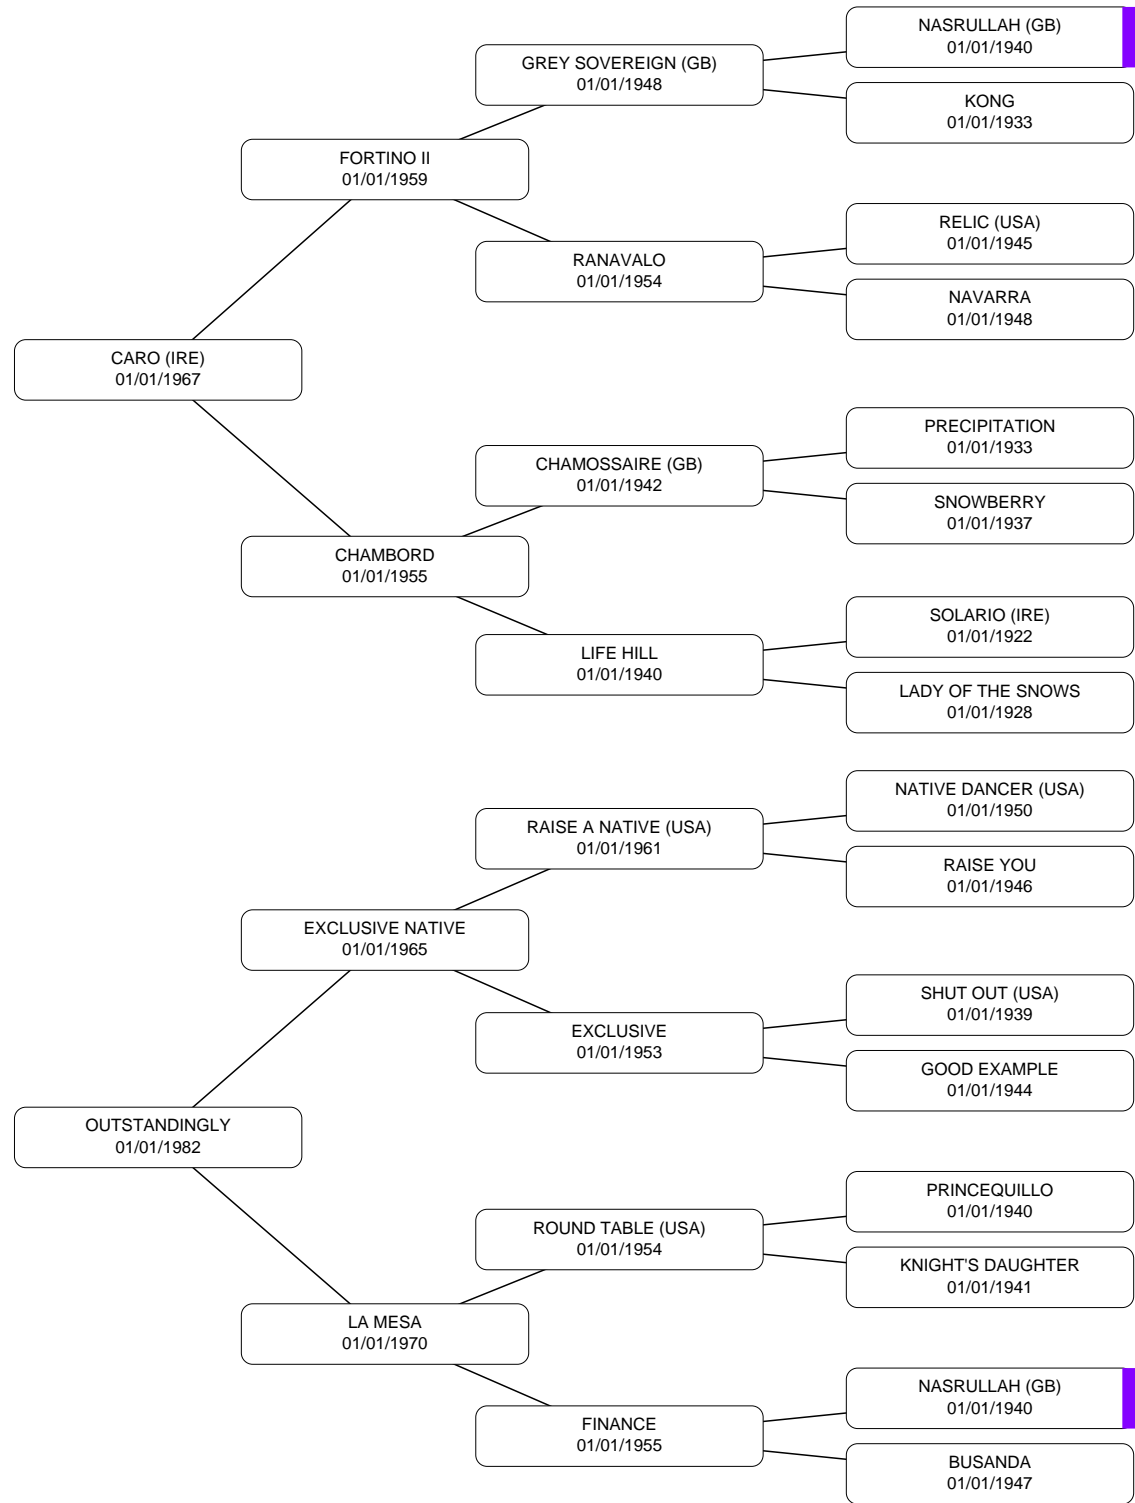 NASRULLAH (GB)
01/01/1940
GREY SOVEREIGN (GB)
01/01/1948
KONG
01/01/1933
FORTINO II
01/01/1959
RELIC (USA)
01/01/1945
RANAVALO
01/01/1954
NAVARRA
01/01/1948
CARO (IRE)
01/01/1967
PRECIPITATION
01/01/1933
CHAMOSSAIRE (GB)
01/01/1942
SNOWBERRY
01/01/1937
CHAMBORD
01/01/1955
SOLARIO (IRE)
01/01/1922
LIFE HILL
01/01/1940
LADY OF THE SNOWS
01/01/1928
NATIVE DANCER (USA)
01/01/1950
RAISE A NATIVE (USA)
01/01/1961
RAISE YOU
01/01/1946
EXCLUSIVE NATIVE
01/01/1965
SHUT OUT (USA)
01/01/1939
EXCLUSIVE
01/01/1953
GOOD EXAMPLE
01/01/1944
OUTSTANDINGLY
01/01/1982
PRINCEQUILLO
01/01/1940
ROUND TABLE (USA)
01/01/1954
KNIGHT'S DAUGHTER
01/01/1941
LA MESA
01/01/1970
NASRULLAH (GB)
01/01/1940
FINANCE
01/01/1955
BUSANDA
01/01/1947